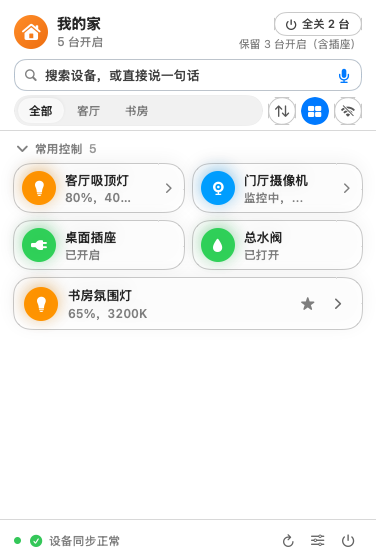 我的家
5 台开启
全关 2 台
保留 3 台开启（含插座）
搜索设备，或直接说一句话
全部
客厅
书房
常用控制 5
客厅吸顶灯
80%，40…
门厅摄像机
监控中，…
桌面插座
已开启
总水阀
已打开
书房氛围灯
65%，3200K
设备同步正常